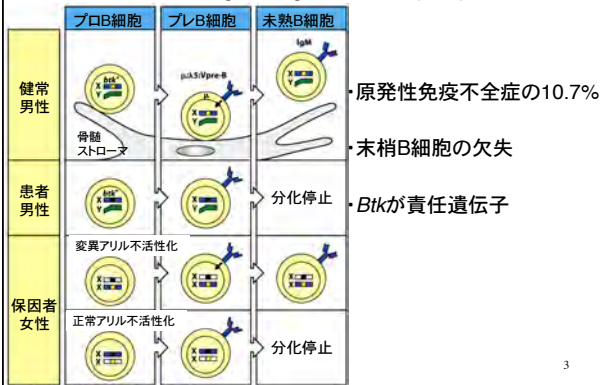 プロB細胞 プレB細胞 未熟B細胞
健常
男性
btk⁺
X
Y
μ:λ5:Vpre-B
μ
X
Y
IgM
X
Y
骨髄
ストローマ
・原発性免疫不全症の10.7%
・末梢B細胞の欠失
・Btkが責任遺伝子
患者
男性
X
Y
X
Y
分化停止
保因者
女性
変異アリル不活性化
X
X
X
X
X
X
正常アリル不活性化
X
X
X
X
分化停止
3